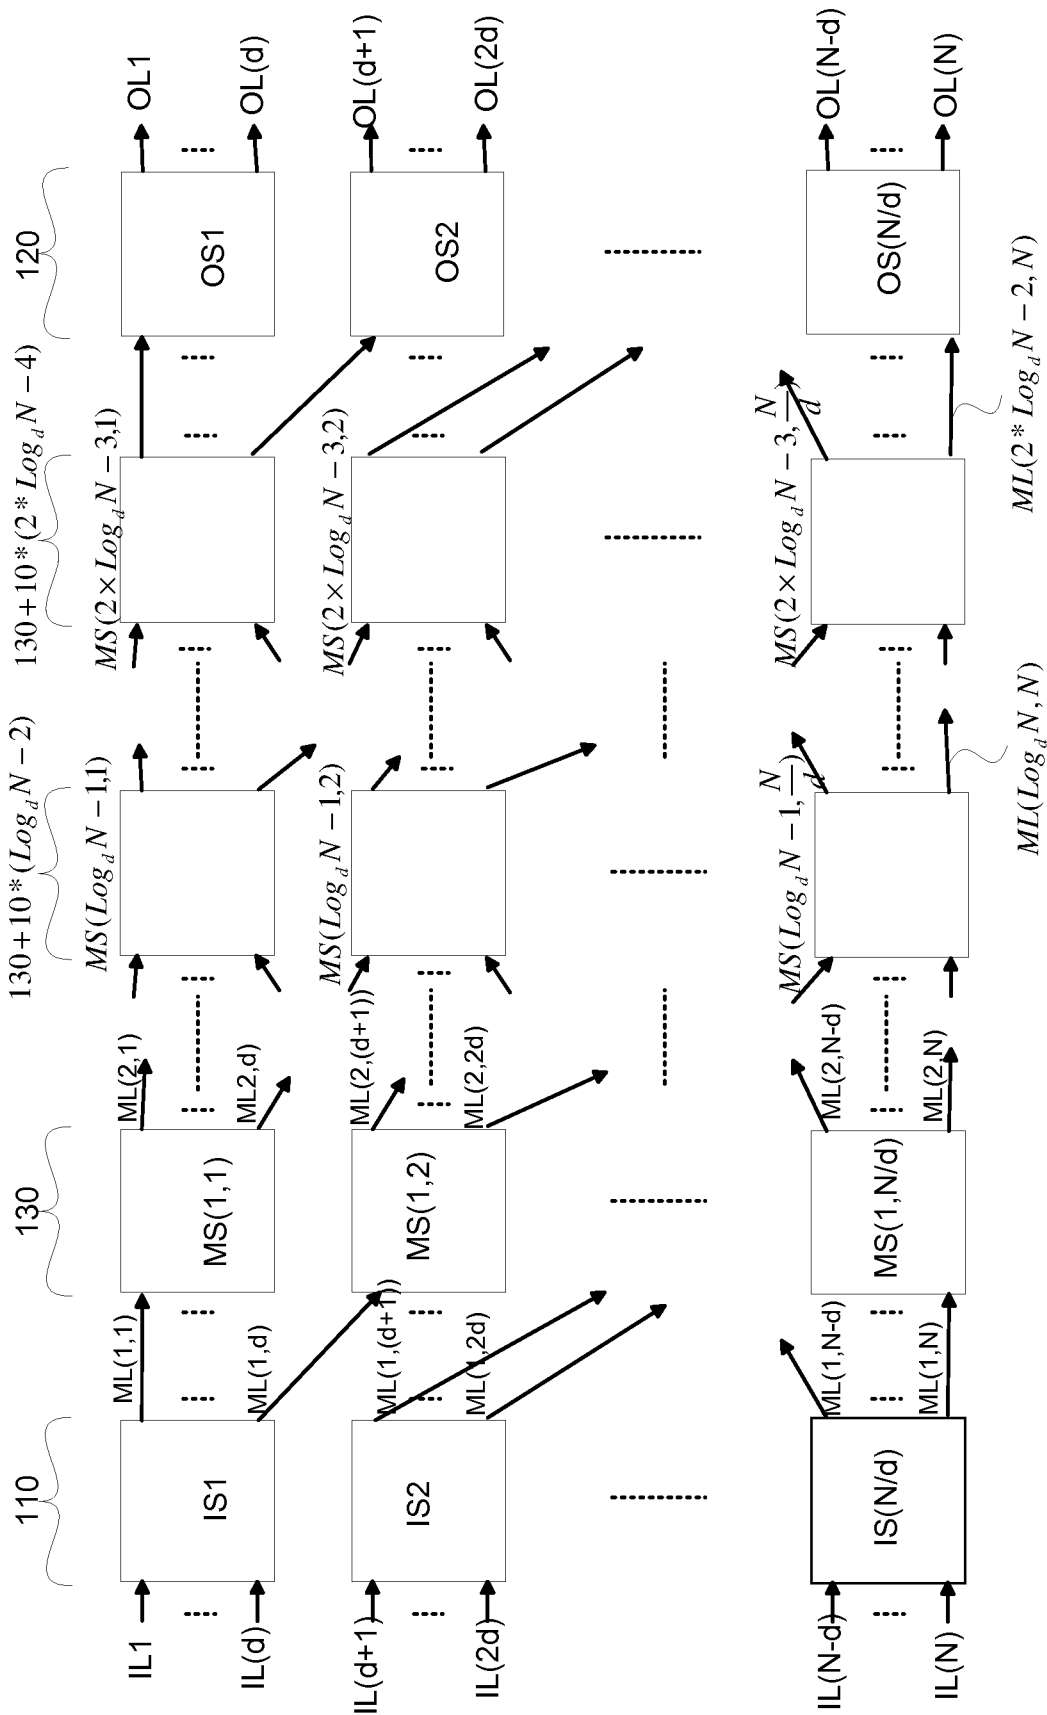 110
130
130+10*(Log_d N − 2)
130+10*(2* Log_d N − 4)
120
IL1
IS1
ML(1,1)
MS(1,1)
ML(2,1)
MS(Log_d N − 1,1)
MS(2×Log_d N − 3,1)
OS1
OL1
IL(d)
ML(1,d)
ML2,d)
OL(d)
IL(d+1)
IS2
ML(1,(d+1))
MS(1,2)
ML(2,(d+1))
MS(Log_d N − 1,2)
MS(2×Log_d N − 3,2)
OS2
OL(d+1)
IL(2d)
ML(1,2d)
ML(2,2d)
OL(2d)
IL(N-d)
IS(N/d)
ML(1,N-d)
MS(1,N/d)
ML(2,N-d)
MS(Log_d N − 1, N/d)
MS(2×Log_d N − 3, N/d)
OS(N/d)
OL(N-d)
IL(N)
ML(1,N)
ML(2,N)
ML(Log_d N, N)
ML(2* Log_d N − 2, N)
OL(N)